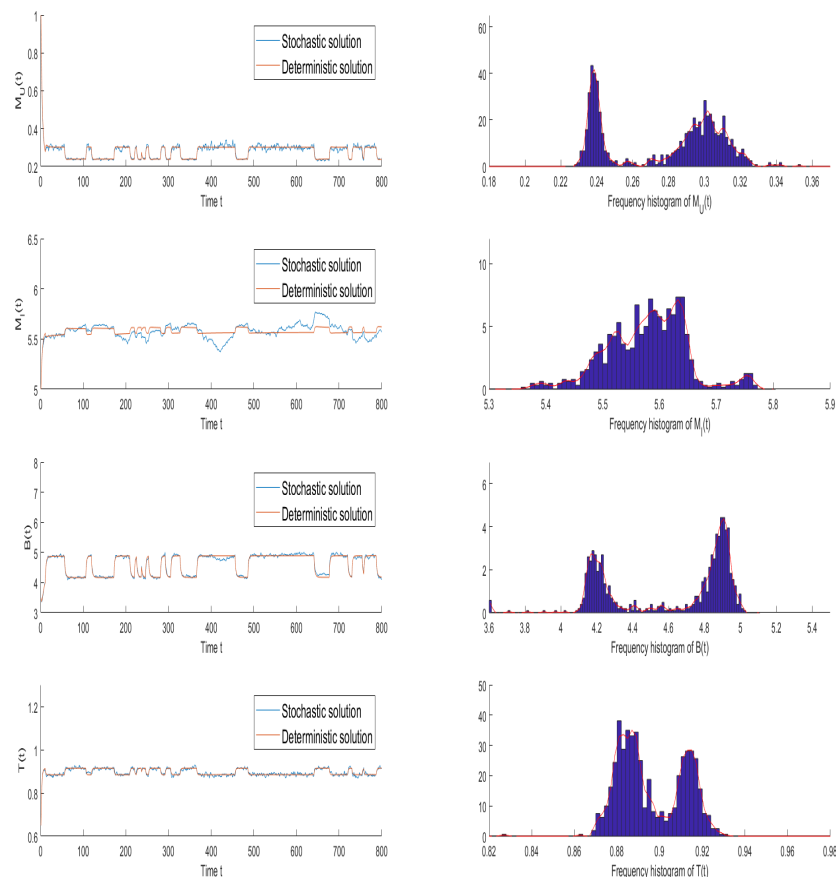 M_U(t)
1
0.8
0.6
0.4
0.2
0 100 200 300 400 500 600 700 800
Time t
Stochastic solution
Deterministic solution
60
40
20
0
0.18 0.2 0.22 0.24 0.26 0.28 0.3 0.32 0.34 0.36
Frequency histogram of M_U(t)
M_I(t)
6.5
6
5.5
5
0 100 200 300 400 500 600 700 800
Time t
Stochastic solution
Deterministic solution
10
5
0
5.3 5.4 5.5 5.6 5.7 5.8 5.9
Frequency histogram of M_I(t)
B(t)
8
7
6
5
4
3
0 100 200 300 400 500 600 700 800
Time t
Stochastic solution
Deterministic solution
6
4
2
0
3.6 3.8 4 4.2 4.4 4.6 4.8 5 5.2 5.4
Frequency histogram of B(t)
T(t)
1.2
1
0.8
0.6
0 100 200 300 400 500 600 700 800
Time t
Stochastic solution
Deterministic solution
50
40
30
20
10
0
0.82 0.84 0.86 0.88 0.9 0.92 0.94 0.96 0.98
Frequency histogram of T(t)